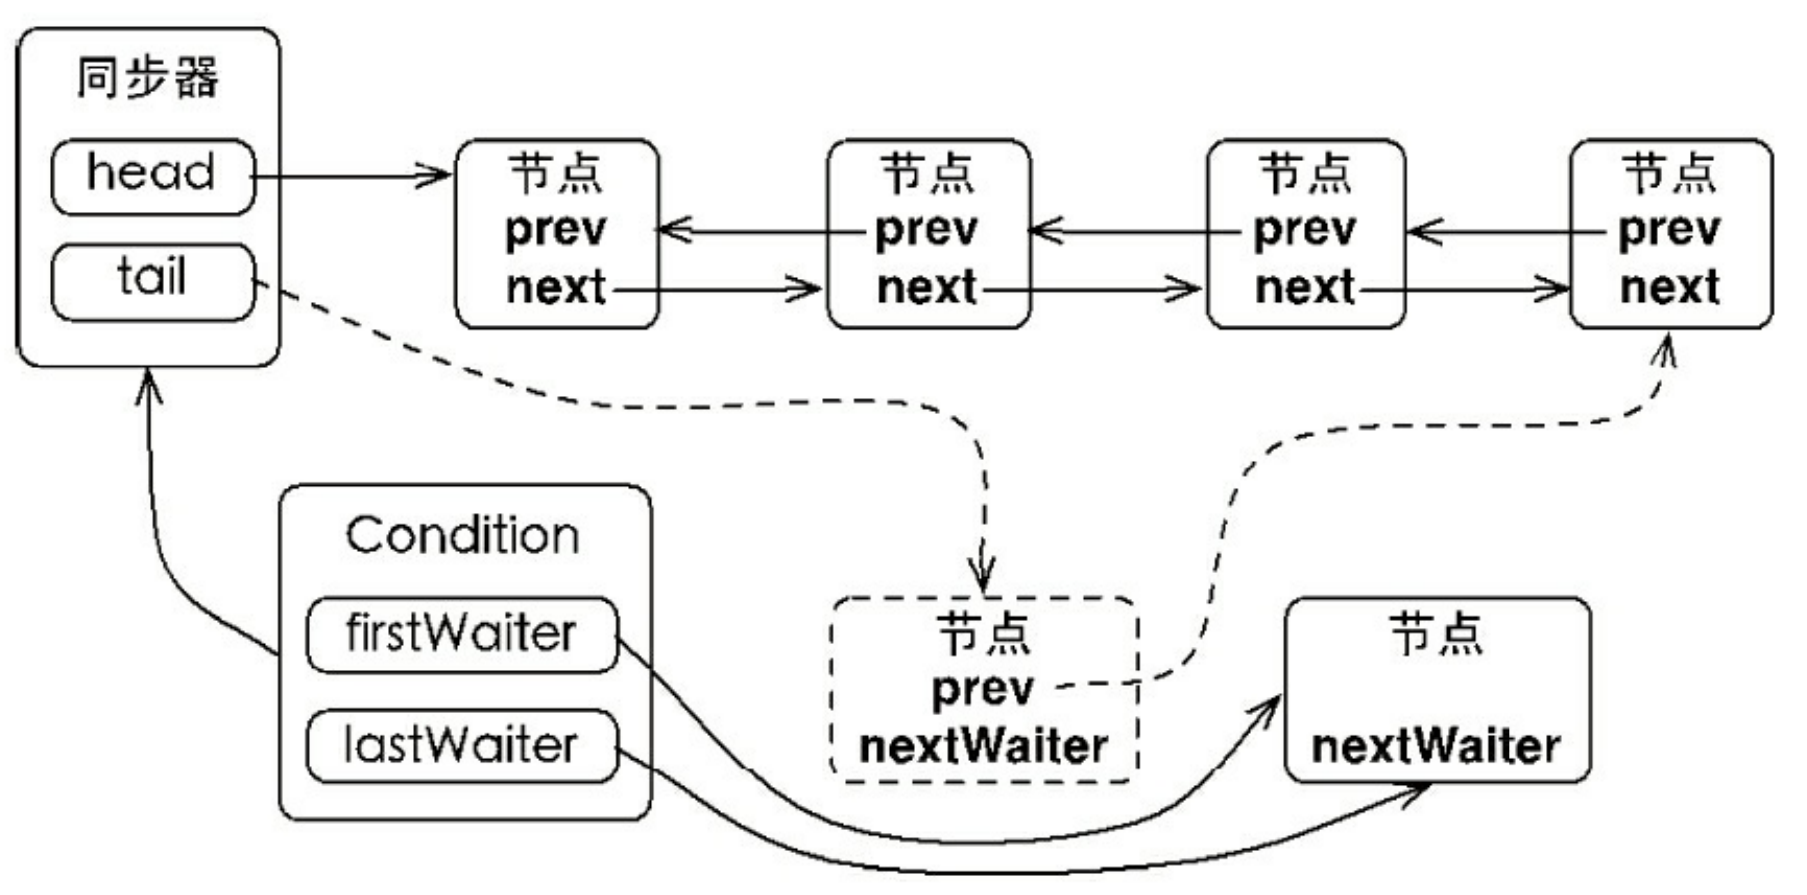 同步器
head
tail
节点
prev
next
节点
prev
next
节点
prev
next
节点
prev
next
Condition
firstWaiter
lastWaiter
节点
prev
nextWaiter
节点
nextWaiter